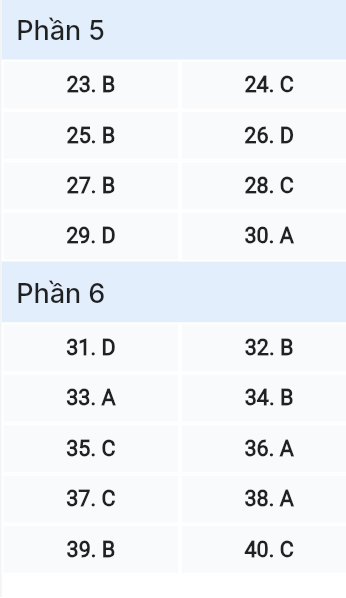 Phần 5
23. B 24. C
25. B 26. D
27. B 28. C
29. D 30. A
Phần 6
31. D 32. B
33. A 34. B
35. C 36. A
37. C 38. A
39. B 40. C